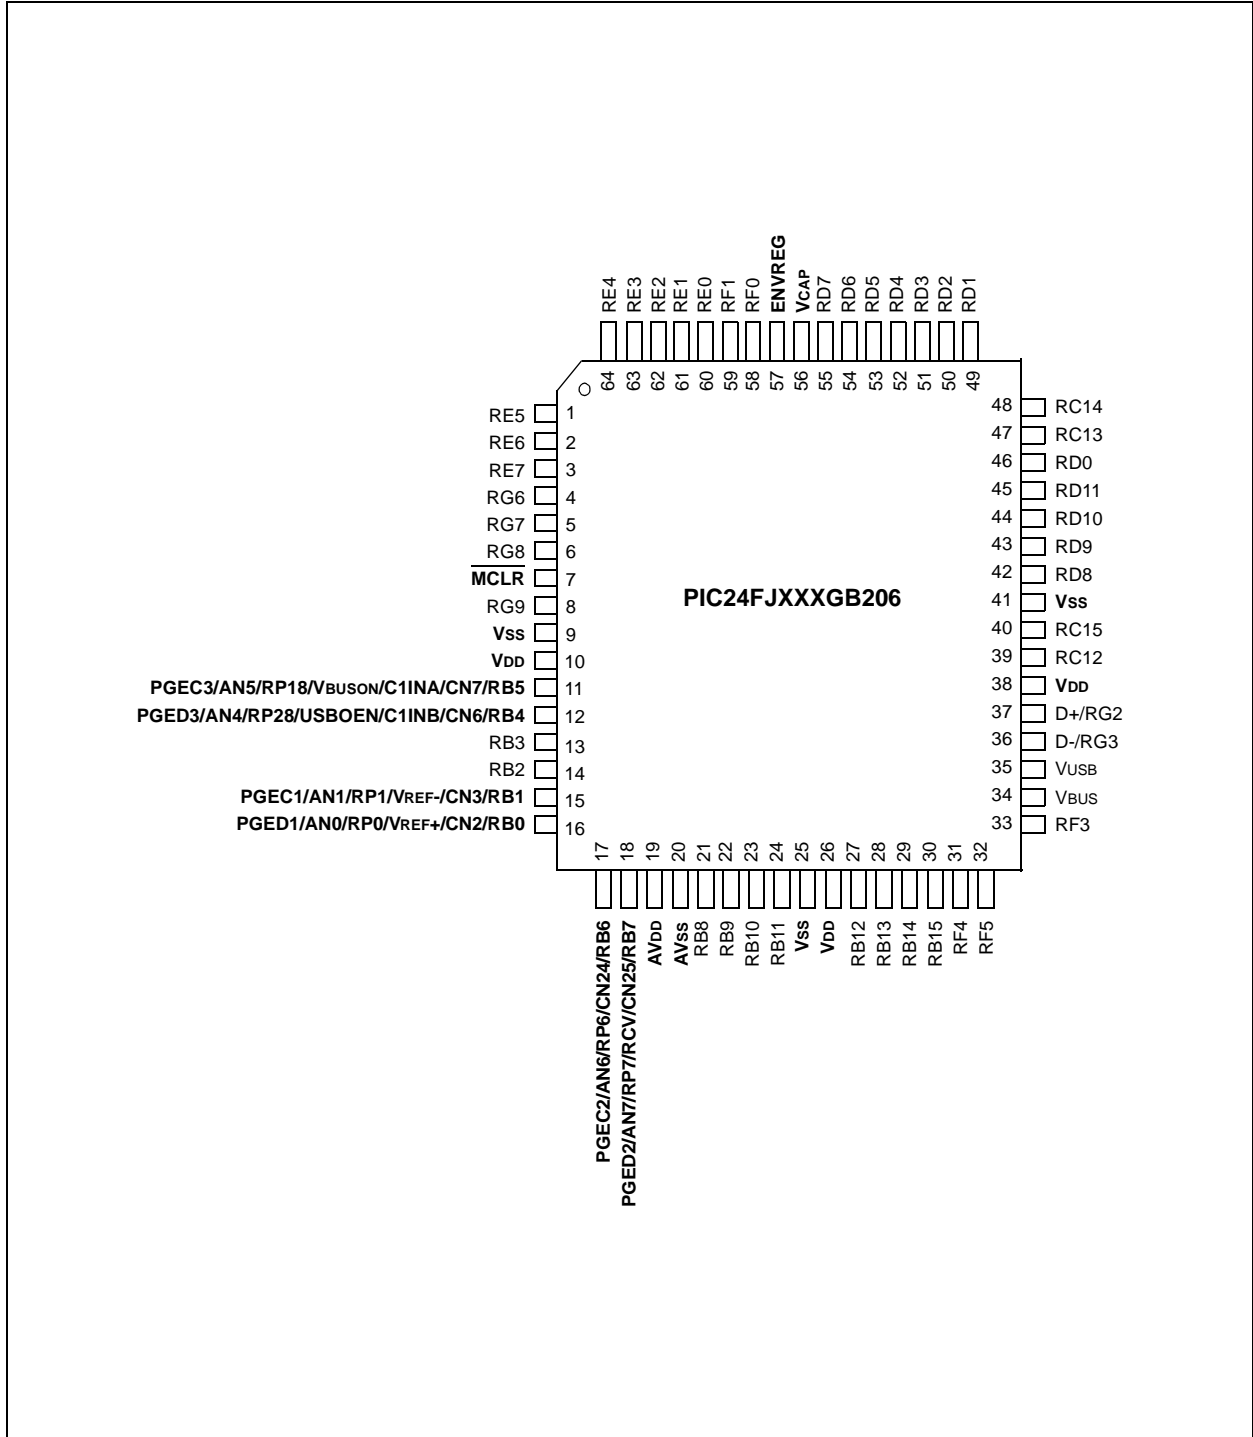 RE4
RE3
RE2
RE1
RE0
RF1
RF0
ENVREG
VCAP
RD7
RD6
RD5
RD4
RD3
RD2
RD1
64
63
62
61
60
59
58
57
56
55
54
53
52
51
50
49
RE5 1
RE6 2
RE7 3
RG6 4
RG7 5
RG8 6
MCLR 7
RG9 8
VSS 9
VDD 10
PGEC3/AN5/RP18/VBUSON/C1INA/CN7/RB5 11
PGED3/AN4/RP28/USBOEN/C1INB/CN6/RB4 12
RB3 13
RB2 14
PGEC1/AN1/RP1/VREF-/CN3/RB1 15
PGED1/AN0/RP0/VREF+/CN2/RB0 16
PIC24FJXXXGB206
48 RC14
47 RC13
46 RD0
45 RD11
44 RD10
43 RD9
42 RD8
41 VSS
40 RC15
39 RC12
38 VDD
37 D+/RG2
36 D-/RG3
35 VUSB
34 VBUS
33 RF3
17
18
19
20
21
22
23
24
25
26
27
28
29
30
31
32
PGEC2/AN6/RP6/CN24/RB6
PGED2/AN7/RP7/RCV/CN25/RB7
AVDD
AVSS
RB8
RB9
RB10
RB11
VSS
VDD
RB12
RB13
RB14
RB15
RF4
RF5